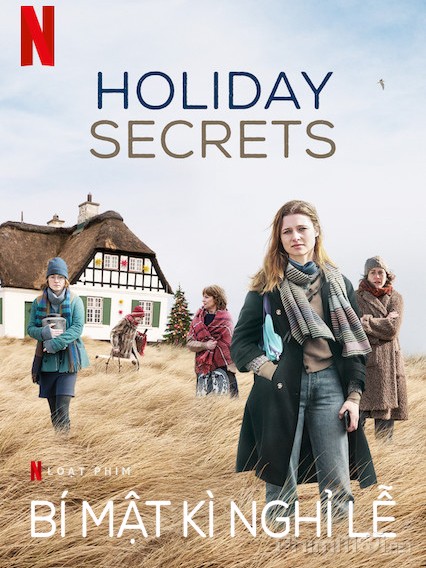 N
HOLIDAY
SECRETS
N LOẠT PHIM
BÍ MẬT KÌ NGHỈ LỄ